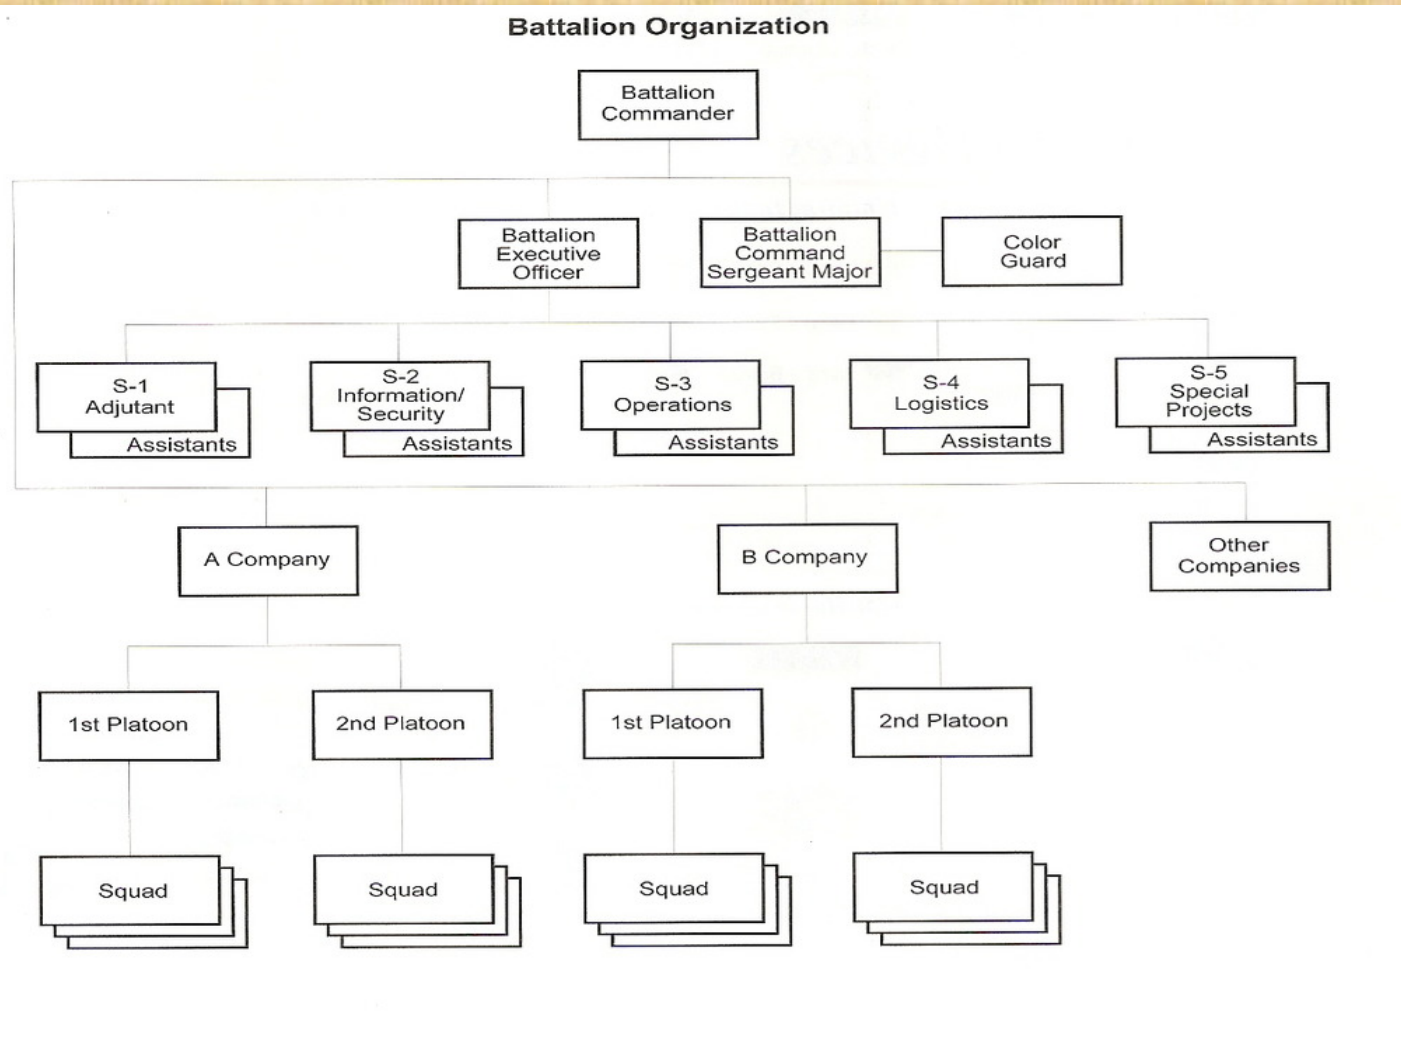 Battalion Organization
Battalion
Commander
Battalion
Executive
Officer
Battalion
Command
Sergeant Major
Color
Guard
S-1
Adjutant
Assistants
S-2
Information/
Security
Assistants
S-3
Operations
Assistants
S-4
Logistics
Assistants
S-5
Special
Projects
Assistants
A Company
B Company
Other
Companies
1st Platoon
2nd Platoon
1st Platoon
2nd Platoon
Squad
Squad
Squad
Squad